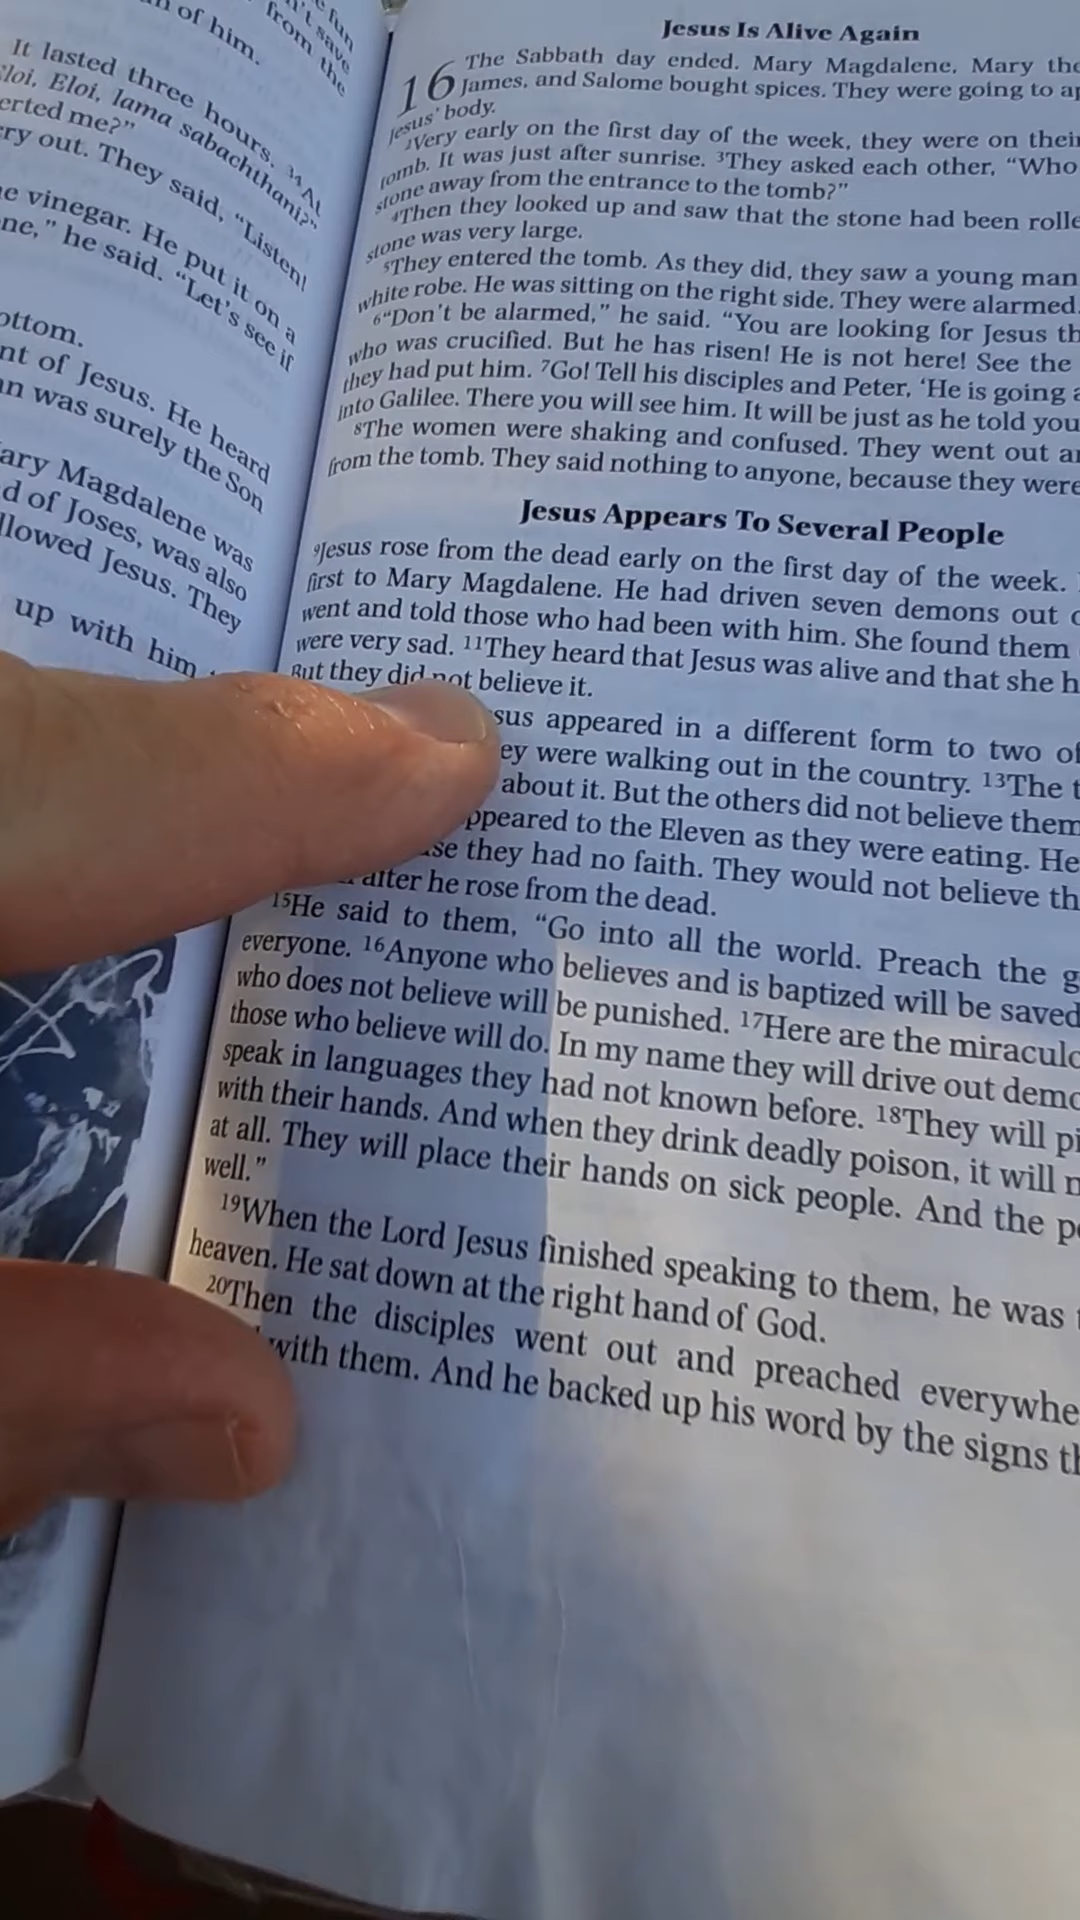 fun
n't save
from the
of him.
It lasted three hours. 34At
Eloi, Eloi, lama sabachthani?"
erted me?"
ry out. They said, "Listen!
e vinegar. He put it on a
ne," he said. "Let's see if
ottom.
nt of Jesus. He heard
n was surely the Son
ary Magdalene was
d of Joses, was also
llowed Jesus. They
up with him
Jesus Is Alive Again
16 The Sabbath day ended. Mary Magdalene, Mary the
James, and Salome bought spices. They were going to ap
Jesus' body.
2Very early on the first day of the week, they were on their
tomb. It was just after sunrise. 3They asked each other, "Who
stone away from the entrance to the tomb?"
4Then they looked up and saw that the stone had been rolle
stone was very large.
5They entered the tomb. As they did, they saw a young man
white robe. He was sitting on the right side. They were alarmed.
6"Don't be alarmed," he said. "You are looking for Jesus th
who was crucified. But he has risen! He is not here! See the
they had put him. 7Go! Tell his disciples and Peter, 'He is going a
into Galilee. There you will see him. It will be just as he told you
8The women were shaking and confused. They went out an
from the tomb. They said nothing to anyone, because they were
Jesus Appears To Several People
9Jesus rose from the dead early on the first day of the week.
first to Mary Magdalene. He had driven seven demons out o
went and told those who had been with him. She found them
were very sad. 11They heard that Jesus was alive and that she h
But they did not believe it.
sus appeared in a different form to two of
ey were walking out in the country. 13The t
about it. But the others did not believe them
ppeared to the Eleven as they were eating. He
se they had no faith. They would not believe th
after he rose from the dead.
15He said to them, "Go into all the world. Preach the g
everyone. 16Anyone who believes and is baptized will be saved
who does not believe will be punished. 17Here are the miraculo
those who believe will do. In my name they will drive out demo
speak in languages they had not known before. 18They will pi
with their hands. And when they drink deadly poison, it will n
at all. They will place their hands on sick people. And the pe
well."
19When the Lord Jesus finished speaking to them, he was t
heaven. He sat down at the right hand of God.
20Then the disciples went out and preached everywhe
with them. And he backed up his word by the signs th